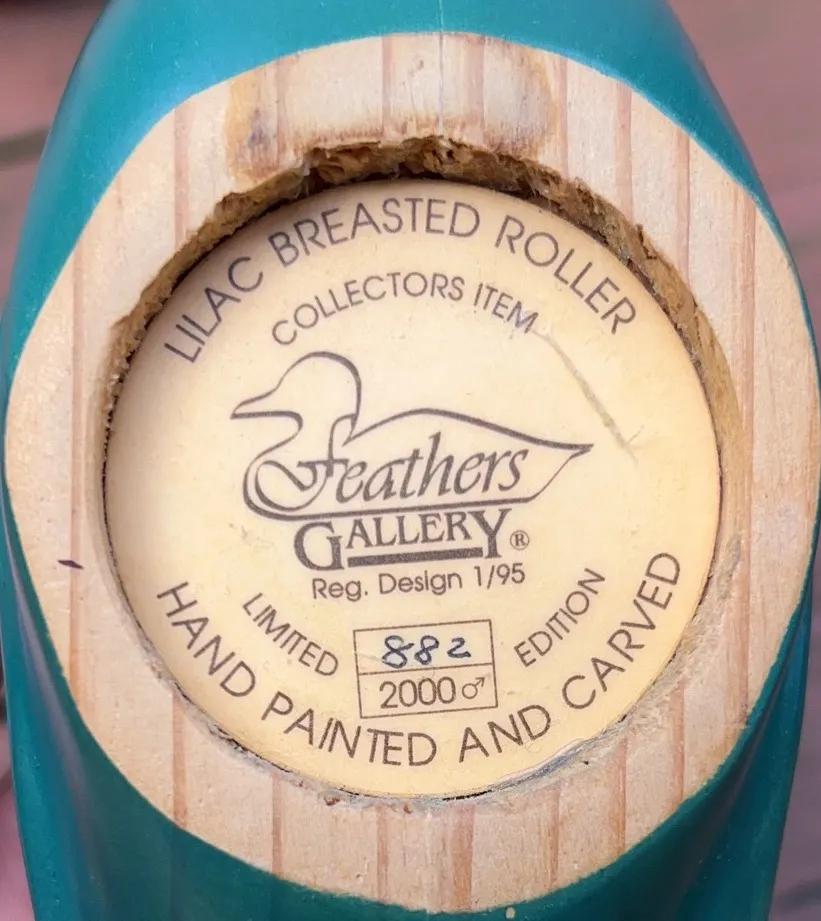 LILAC BREASTED ROLLER
COLLECTORS ITEM
Feathers
GALLERY®
Reg. Design 1/95
LIMITED EDITION
882
2000♂
HAND PAINTED AND CARVED